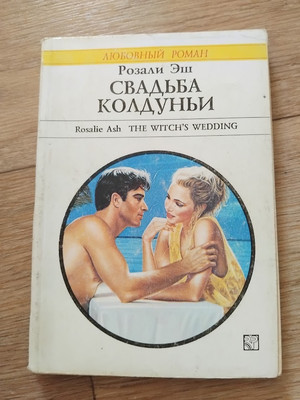 ЛЮБОВНЫЙ РОМАН
Розали Эш
СВАДЬБА
КОЛДУНЬИ
Rosalie Ash THE WITCH'S WEDDING